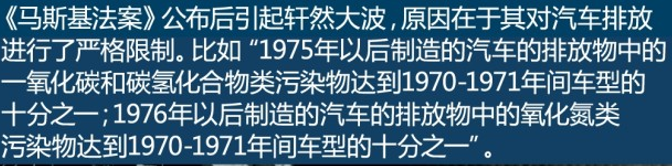 《马斯基法案》公布后引起轩然大波，原因在于其对汽车排放
进行了严格限制。比如“1975年以后制造的汽车的排放物中的
一氧化碳和碳氢化合物类污染物达到1970-1971年间车型的
十分之一；1976年以后制造的汽车的排放物中的氧化氮类
污染物达到1970-1971年间车型的十分之一”。